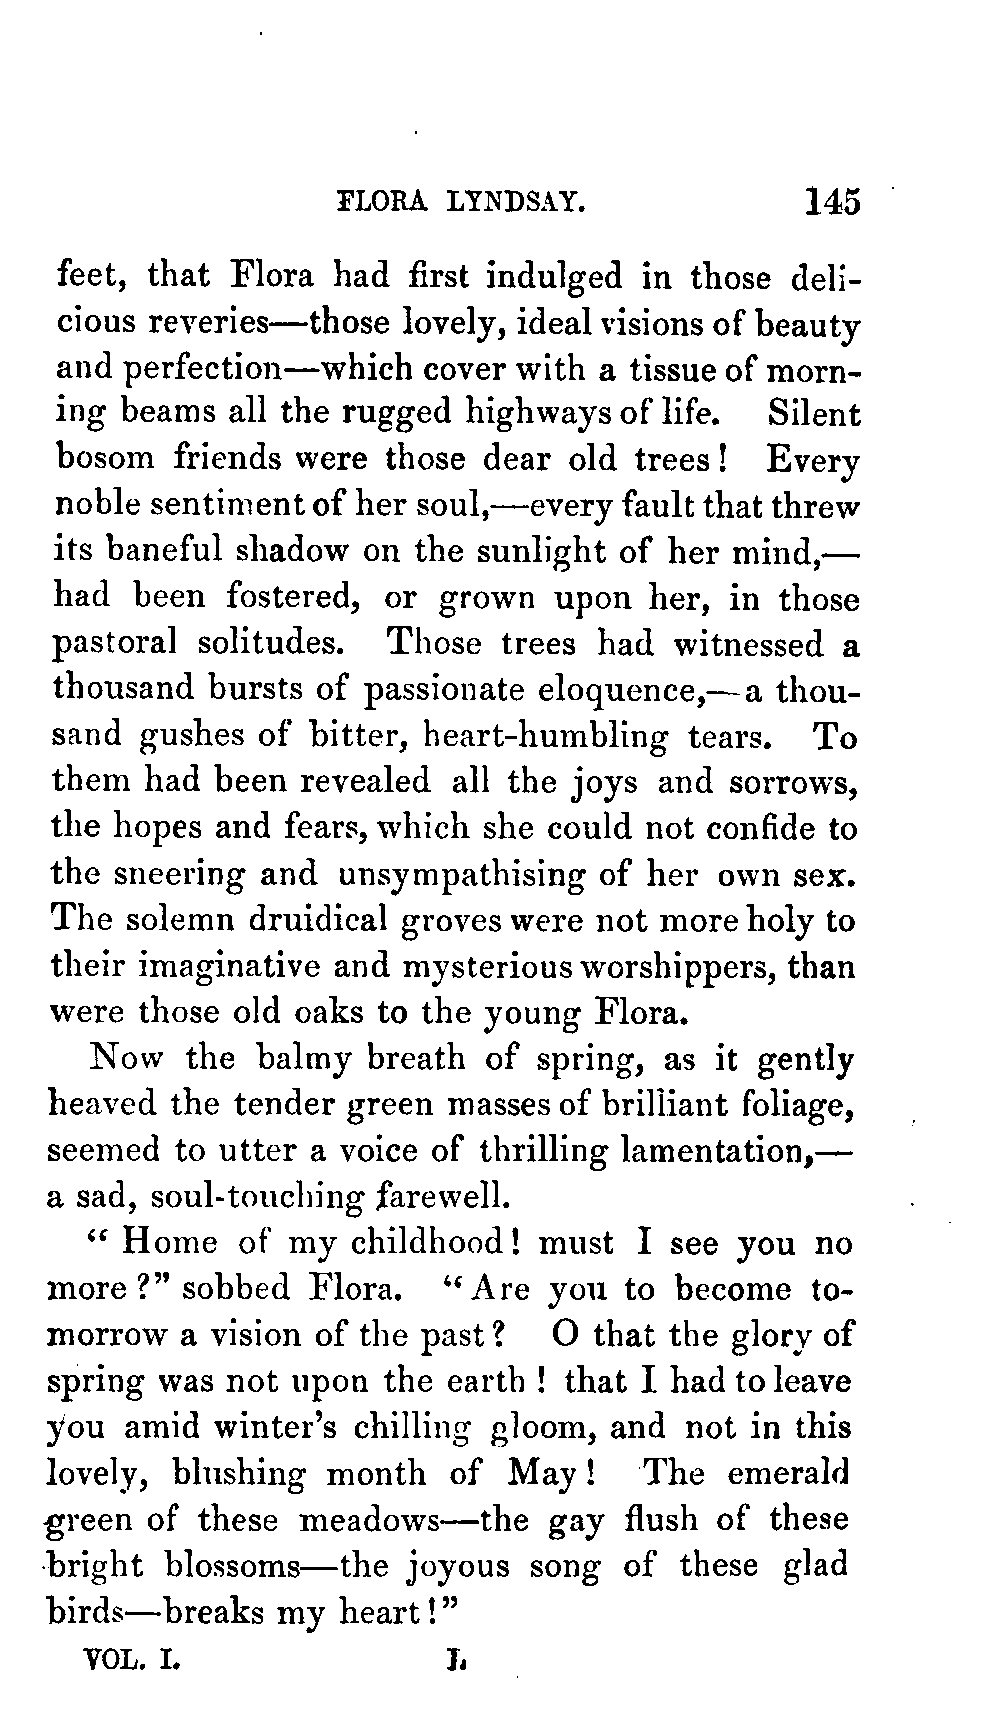 FLORA LYNDSAY. 145
feet, that Flora had first indulged in those deli-
cious reveries—those lovely, ideal visions of beauty
and perfection—which cover with a tissue of morn-
ing beams all the rugged highways of life. Silent
bosom friends were those dear old trees! Every
noble sentiment of her soul,—every fault that threw
its baneful shadow on the sunlight of her mind,—
had been fostered, or grown upon her, in those
pastoral solitudes. Those trees had witnessed a
thousand bursts of passionate eloquence,—a thou-
sand gushes of bitter, heart-humbling tears. To
them had been revealed all the joys and sorrows,
the hopes and fears, which she could not confide to
the sneering and unsympathising of her own sex.
The solemn druidical groves were not more holy to
their imaginative and mysterious worshippers, than
were those old oaks to the young Flora.
Now the balmy breath of spring, as it gently
heaved the tender green masses of brilliant foliage,
seemed to utter a voice of thrilling lamentation,—
a sad, soul-touching farewell.
“Home of my childhood! must I see you no
more?” sobbed Flora. “Are you to become to-
morrow a vision of the past? O that the glory of
spring was not upon the earth! that I had to leave
you amid winter's chilling gloom, and not in this
lovely, blushing month of May! The emerald
green of these meadows—the gay flush of these
bright blossoms—the joyous song of these glad
birds—breaks my heart!”
VOL. I. L